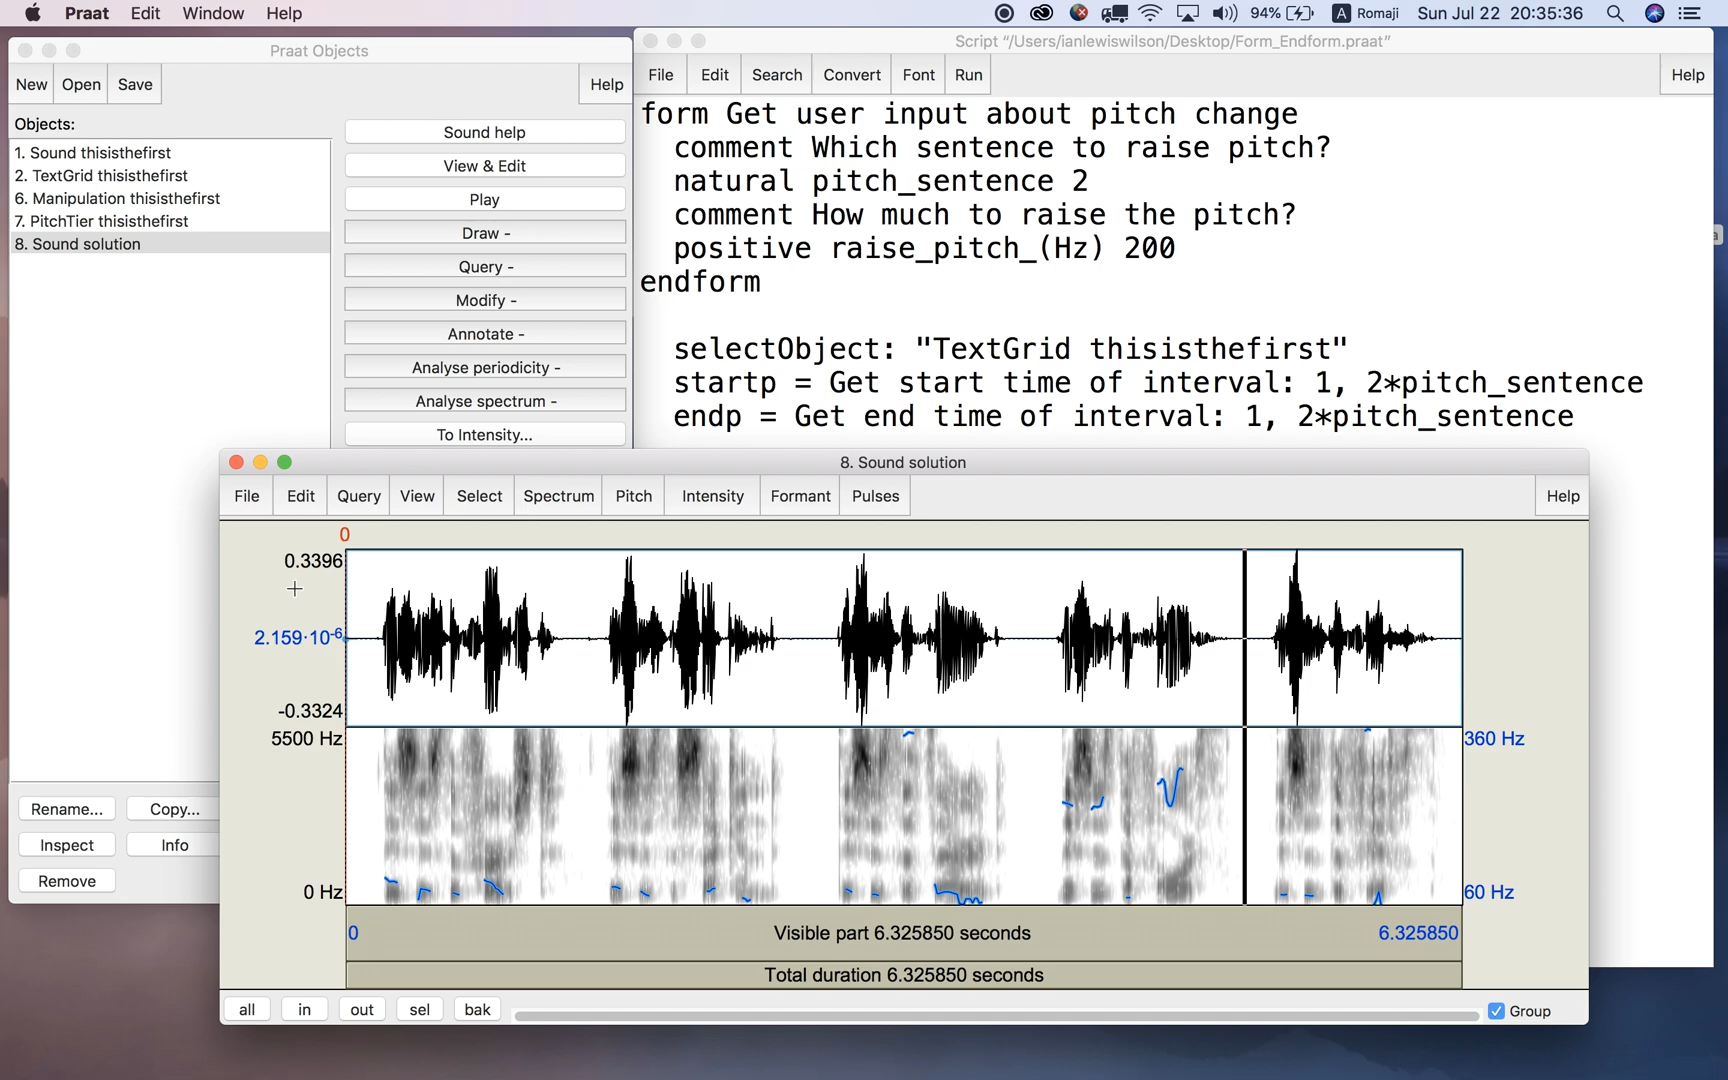 Praat Edit Window Help
94% A Romaji Sun Jul 22 20:35:36
Praat Objects
New Open Save Help
Objects:
1. Sound thisisthefirst
2. TextGrid thisisthefirst
6. Manipulation thisisthefirst
7. PitchTier thisisthefirst
8. Sound solution
Sound help
View & Edit
Play
Draw -
Query -
Modify -
Annotate -
Analyse periodicity -
Analyse spectrum -
To Intensity...
Rename... Copy...
Inspect Info
Remove
Script “/Users/ianlewiswilson/Desktop/Form_Endform.praat”
File Edit Search Convert Font Run Help
form Get user input about pitch change
comment Which sentence to raise pitch?
natural pitch_sentence 2
comment How much to raise the pitch?
positive raise_pitch_(Hz) 200
endform
selectObject: "TextGrid thisisthefirst"
startp = Get start time of interval: 1, 2*pitch_sentence
endp = Get end time of interval: 1, 2*pitch_sentence
8. Sound solution
File Edit Query View Select Spectrum Pitch Intensity Formant Pulses Help
0
0.3396
2.159·10-6
-0.3324
5500 Hz 360 Hz
0 Hz 60 Hz
0 Visible part 6.325850 seconds 6.325850
Total duration 6.325850 seconds
all in out sel bak Group